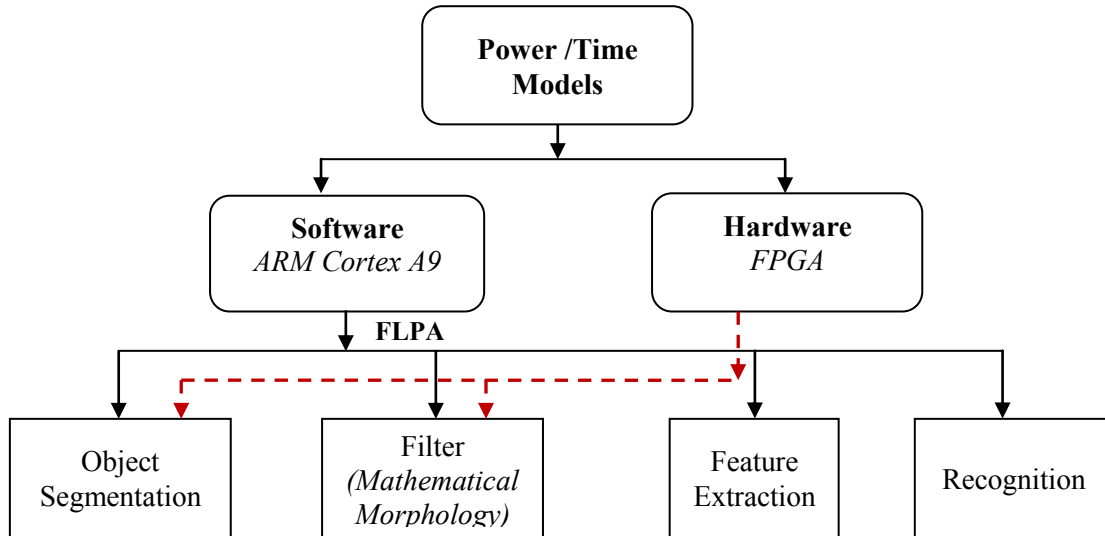 Power /Time
Models
Software
ARM Cortex A9
Hardware
FPGA
FLPA
Object
Segmentation
Filter
(Mathematical
Morphology)
Feature
Extraction
Recognition